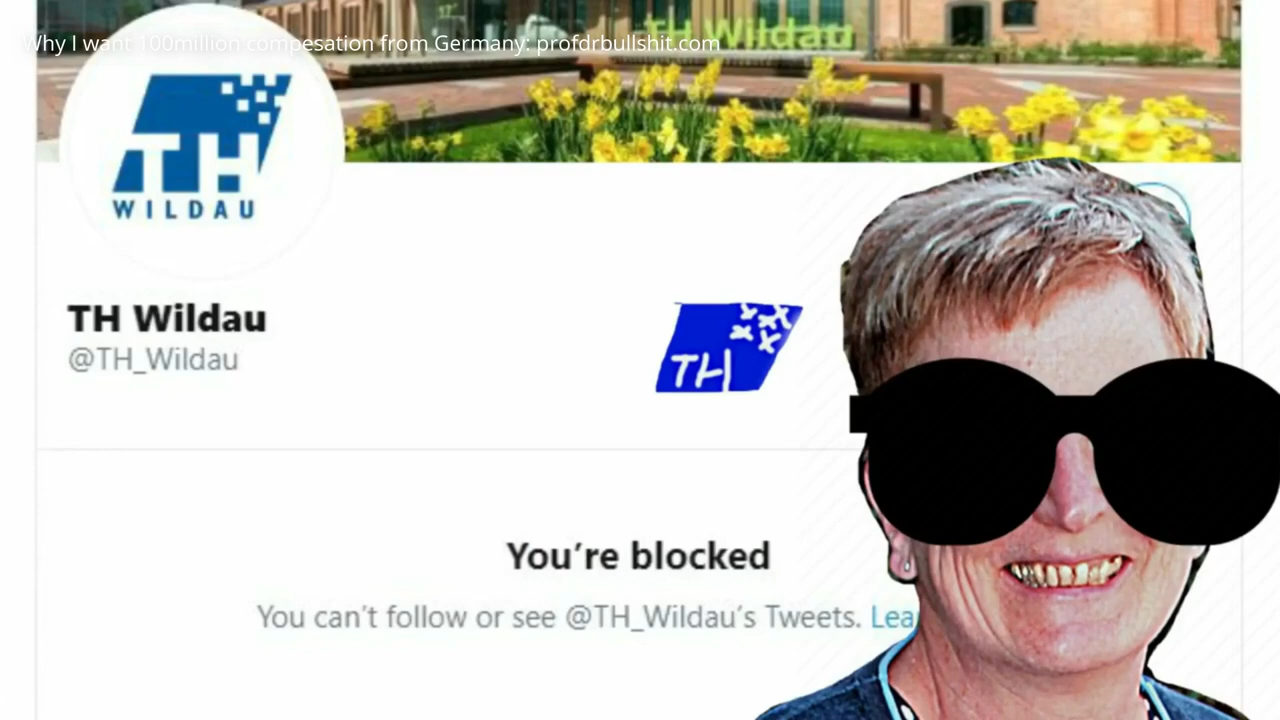 Why I want 100million compesation from Germany: profdrbullshit.com
TH Wildau
TH
WILDAU
TH Wildau
@TH_Wildau
TH
You're blocked
You can't follow or see @TH_Wildau's Tweets. Lea